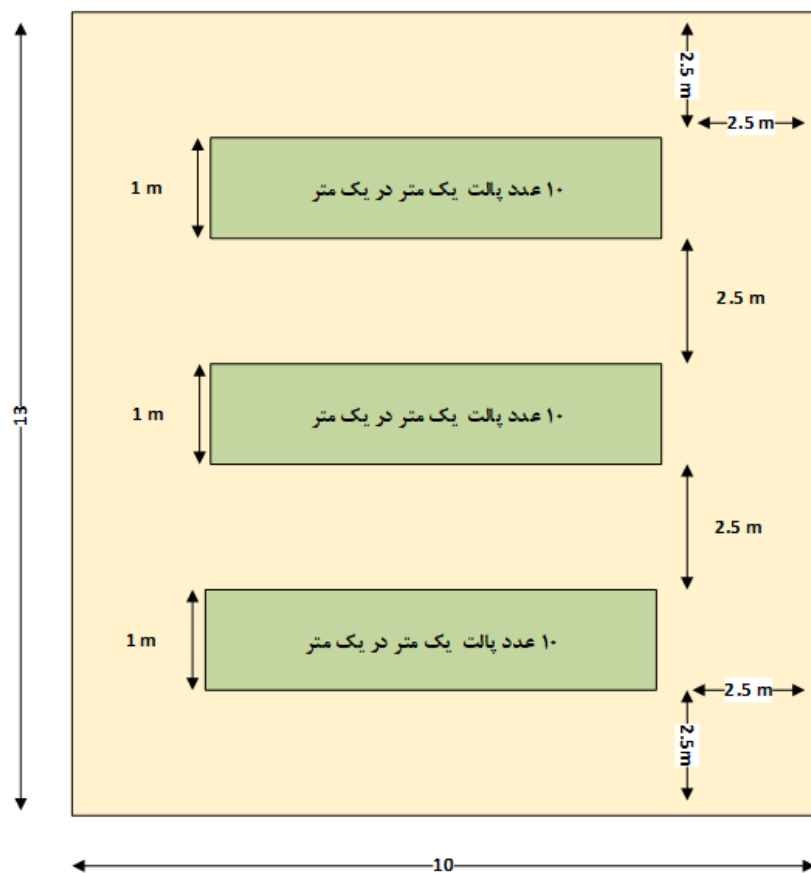 2.5 m
2.5 m
1 m
۱۰ عدد پالت یک متر در یک متر
2.5 m
13
1 m
۱۰ عدد پالت یک متر در یک متر
2.5 m
1 m
۱۰ عدد پالت یک متر در یک متر
2.5 m
2.5m
10